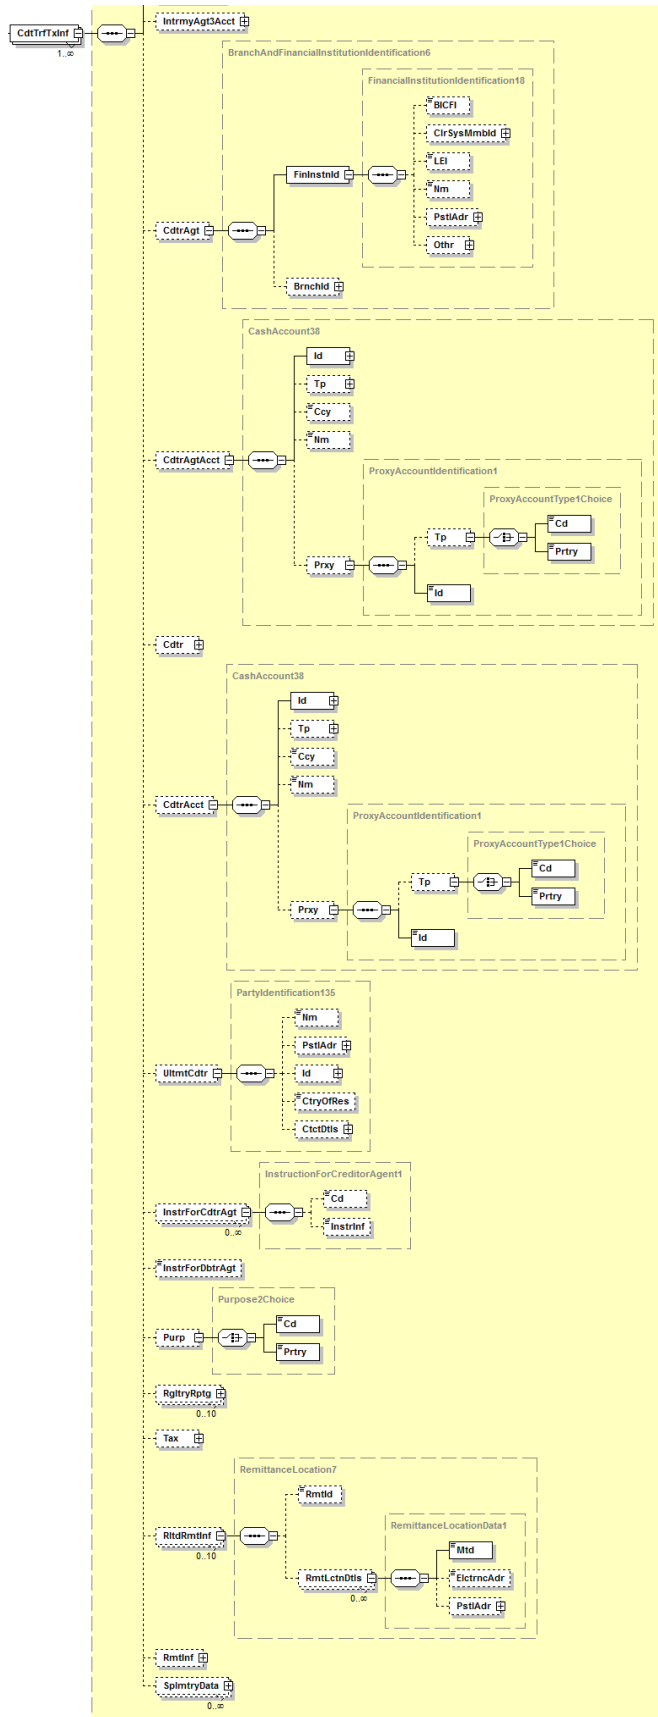 IntrmyAgt3Acct
CdtTrfTxInf
1..∞
BranchAndFinancialInstitutionIdentification6
FinancialInstitutionIdentification18
BICFI
ClrSysMmbId
LEI
FinInstnId
Nm
PstlAdr
CdtrAgt
Othr
BrnchId
CashAccount38
Id
Tp
Ccy
Nm
CdtrAgtAcct
ProxyAccountIdentification1
ProxyAccountType1Choice
Cd
Tp
Prtry
Prxy
Id
Cdtr
CashAccount38
Id
Tp
Ccy
Nm
CdtrAcct
ProxyAccountIdentification1
ProxyAccountType1Choice
Cd
Tp
Prtry
Prxy
Id
PartyIdentification135
Nm
PstlAdr
UltmtCdtr
Id
CtryOfRes
CtctDtls
InstructionForCreditorAgent1
Cd
InstrForCdtrAgt
InstrInf
0..∞
InstrForDbtrAgt
Purpose2Choice
Cd
Purp
Prtry
RgltryRptg
0..10
Tax
RemittanceLocation7
RmtId
RemittanceLocationData1
RltdRmtInf
0..10
Mtd
RmtLctnDtls
ElctrncAdr
0..∞
PstlAdr
RmtInf
SplmtryData
0..∞